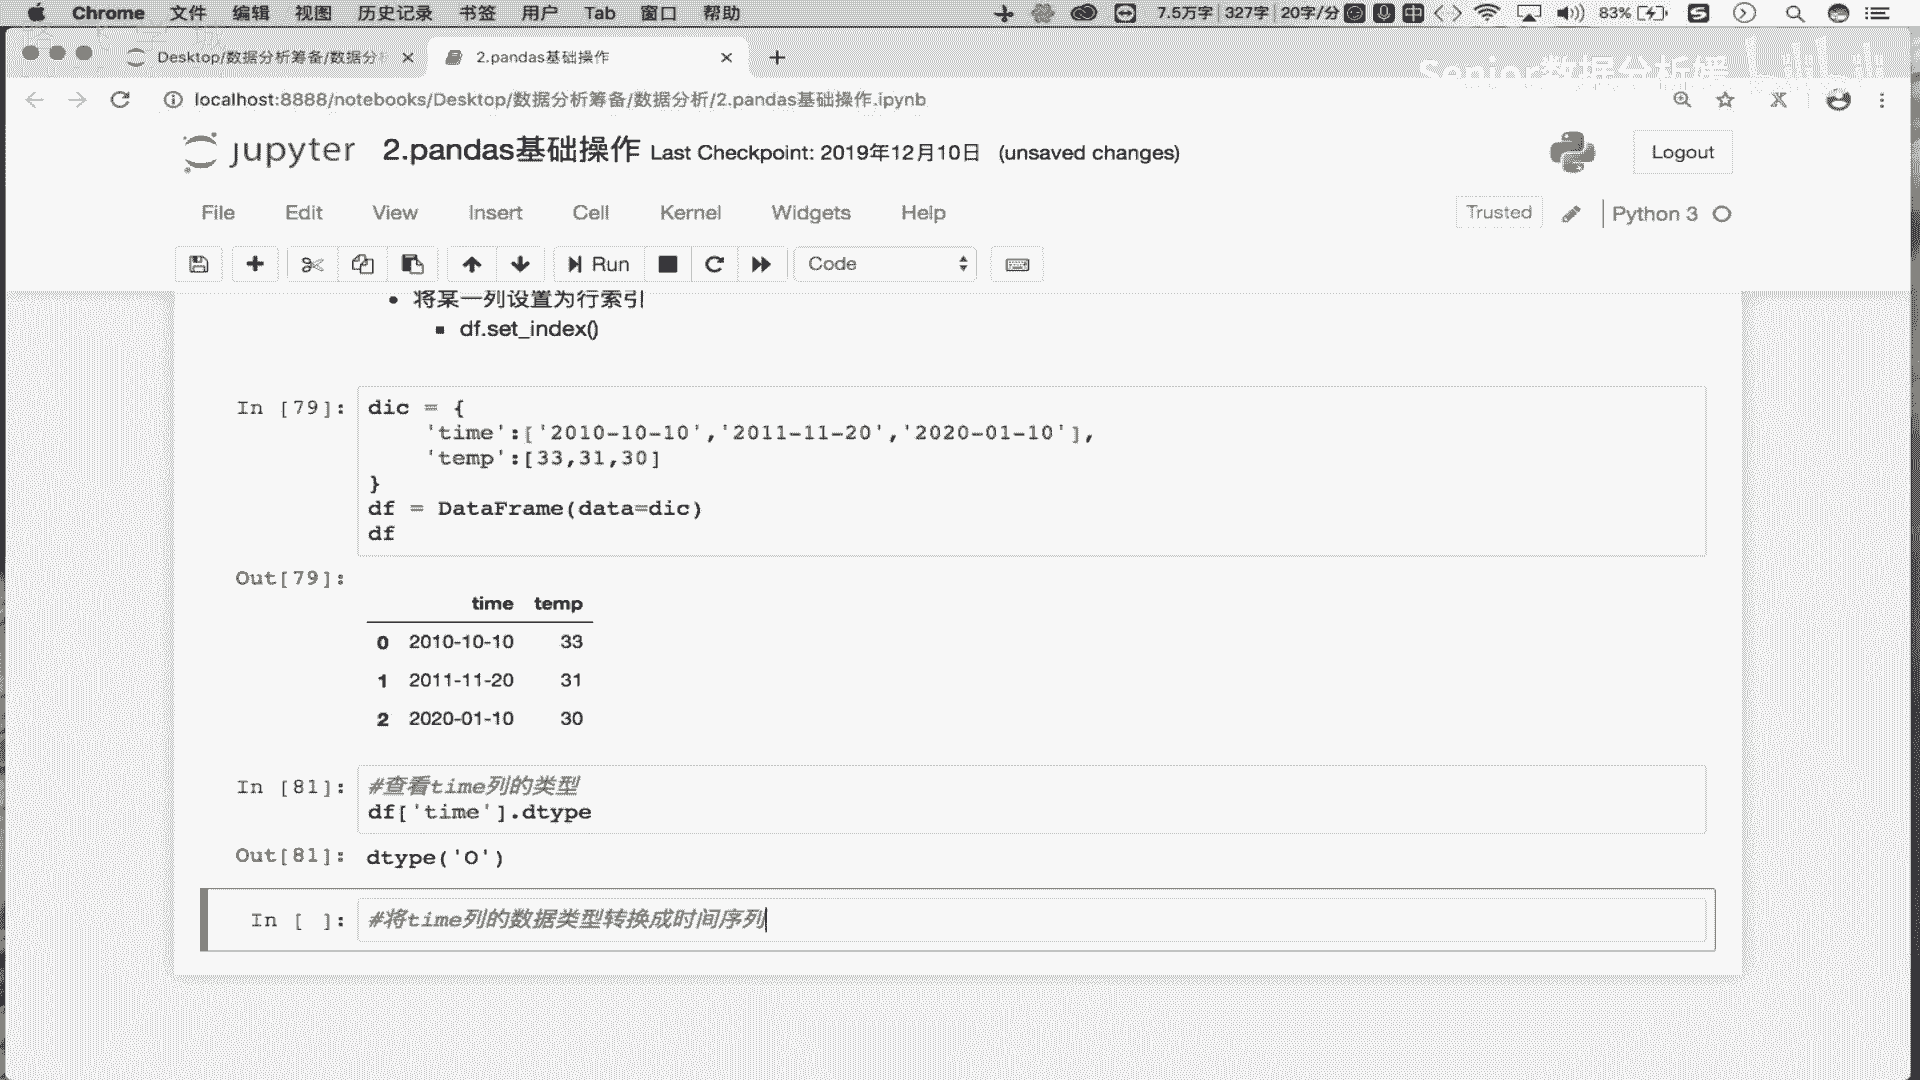 Chrome 文件 编辑 视图 历史记录 书签 用户 Tab 窗口 帮助 7.5万字 327字 20字/分 中 83%
Desktop/数据分析筹备/数据分析 2.pandas基础操作
Senior数据分析媛 bilibili
localhost:8888/notebooks/Desktop/数据分析筹备/数据分析/2.pandas基础操作.ipynb
jupyter 2.pandas基础操作 Last Checkpoint: 2019年12月10日 (unsaved changes) Logout
File Edit View Insert Cell Kernel Widgets Help Trusted Python 3
Run Code
将某一列设置为行索引
df.set_index()
In [79]: dic = {
'time':['2010-10-10','2011-11-20','2020-01-10'],
'temp':[33,31,30]
}
df = DataFrame(data=dic)
df
Out[79]:
time temp
0 2010-10-10 33
1 2011-11-20 31
2 2020-01-10 30
In [81]: #查看time列的类型
df['time'].dtype
Out[81]: dtype('O')
In [ ]: #将time列的数据类型转换成时间序列